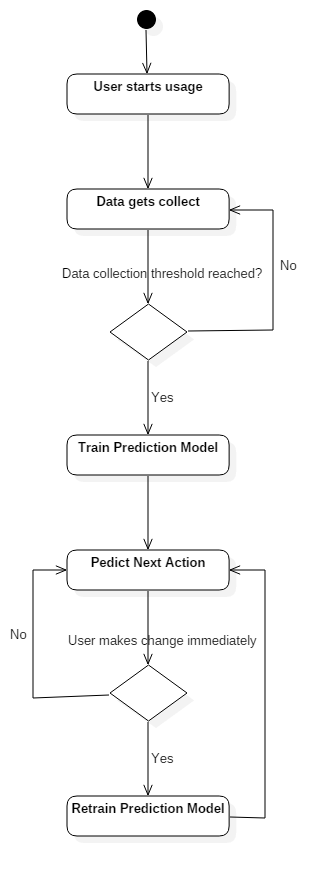 User starts usage
Data gets collect
No
Data collection threshold reached?
Yes
Train Prediction Model
Pedict Next Action
No
User makes change immediately
Yes
Retrain Prediction Model